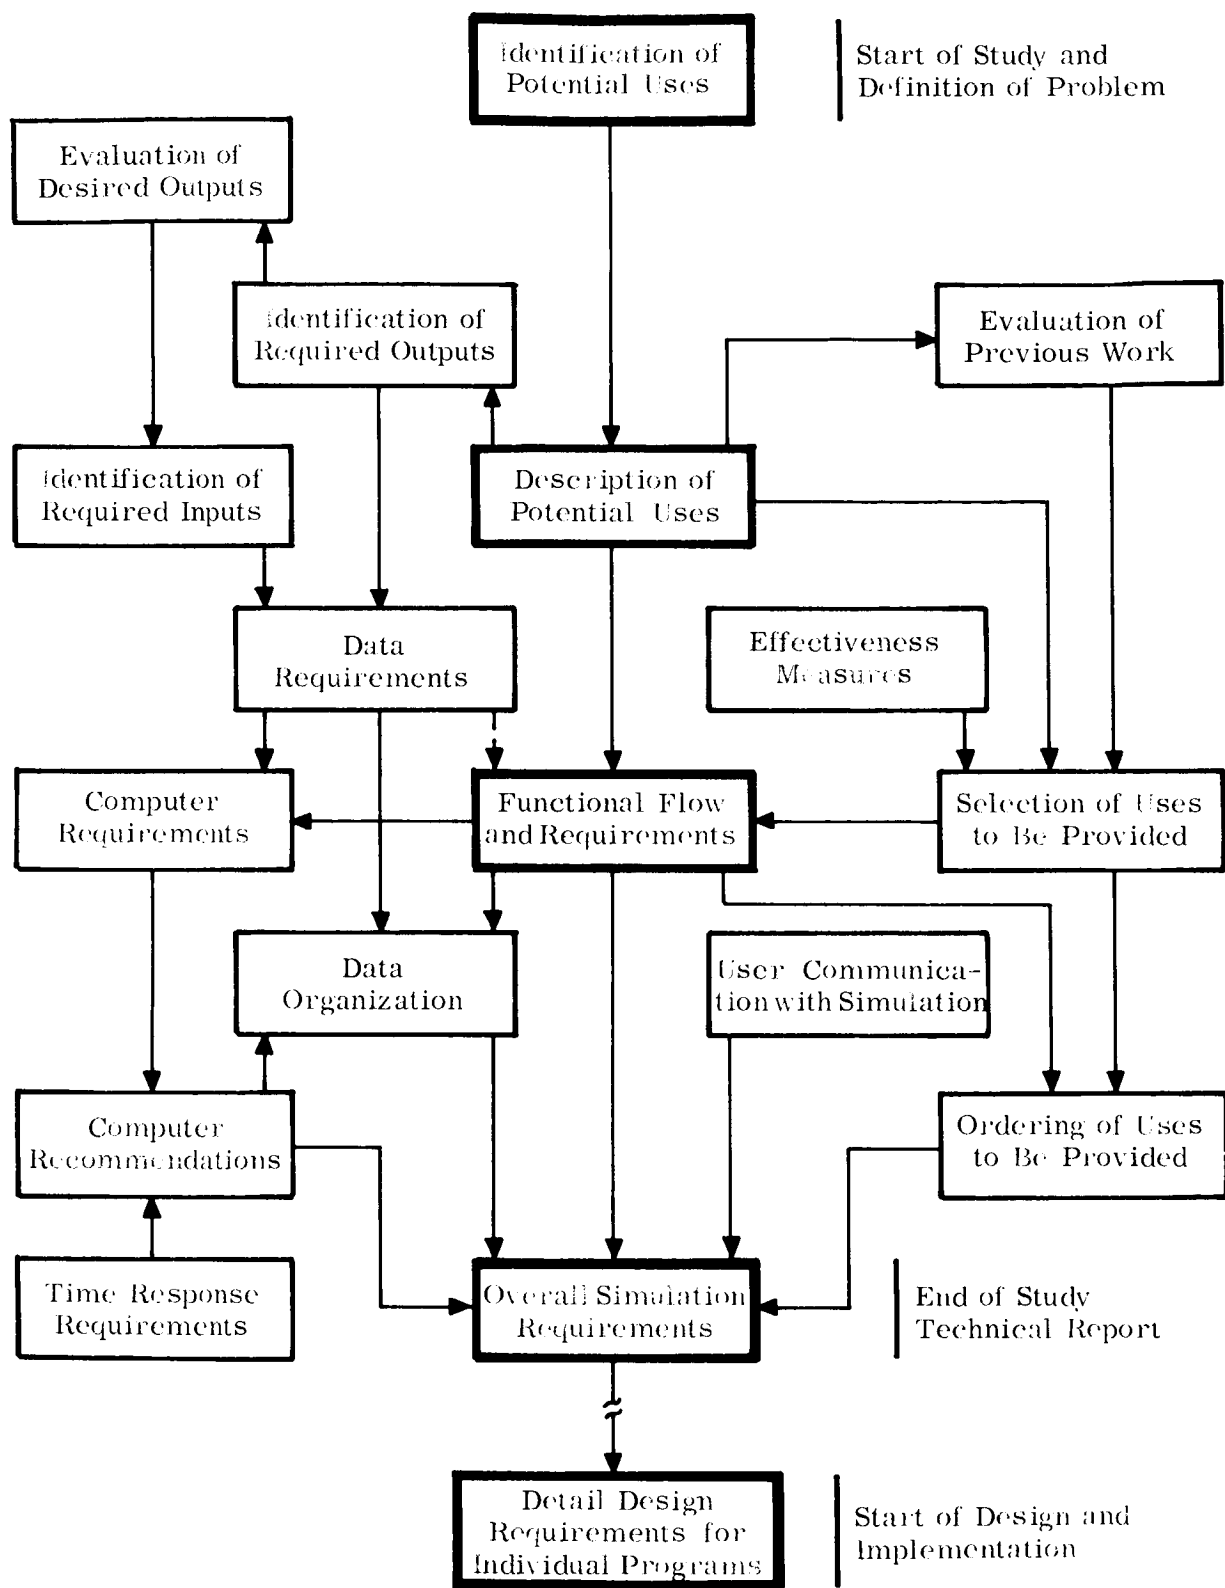 Identification of
Potential Uses
Start of Study and
Definition of Problem
Evaluation of
Desired Outputs
Identification of
Required Outputs
Evaluation of
Previous Work
Identification of
Required Inputs
Description of
Potential Uses
Data
Requirements
Effectiveness
Measures
Computer
Requirements
Functional Flow
and Requirements
Selection of Uses
to Be Provided
Data
Organization
User Communica-
tion with Simulation
Computer
Recommendations
Ordering of Uses
to Be Provided
Time Response
Requirements
Overall Simulation
Requirements
End of Study
Technical Report
Detail Design
Requirements for
Individual Programs
Start of Design and
Implementation